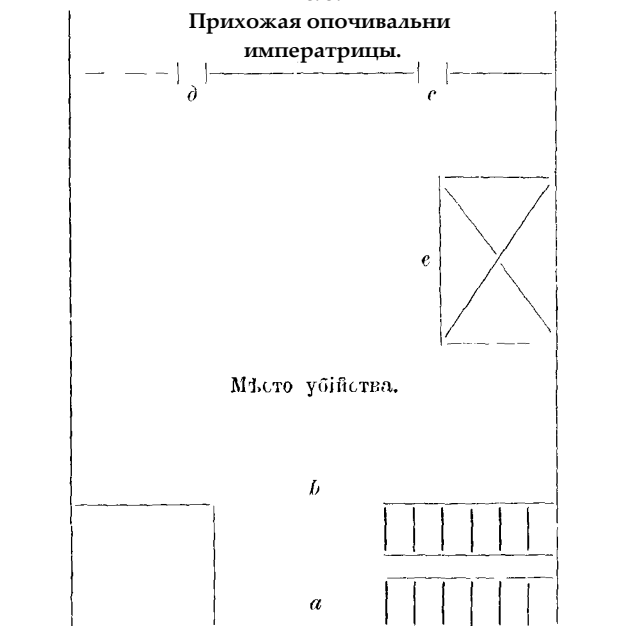 Прихожая опочивальни
императрицы.
д с
е
Мѣсто убійства.
b
a